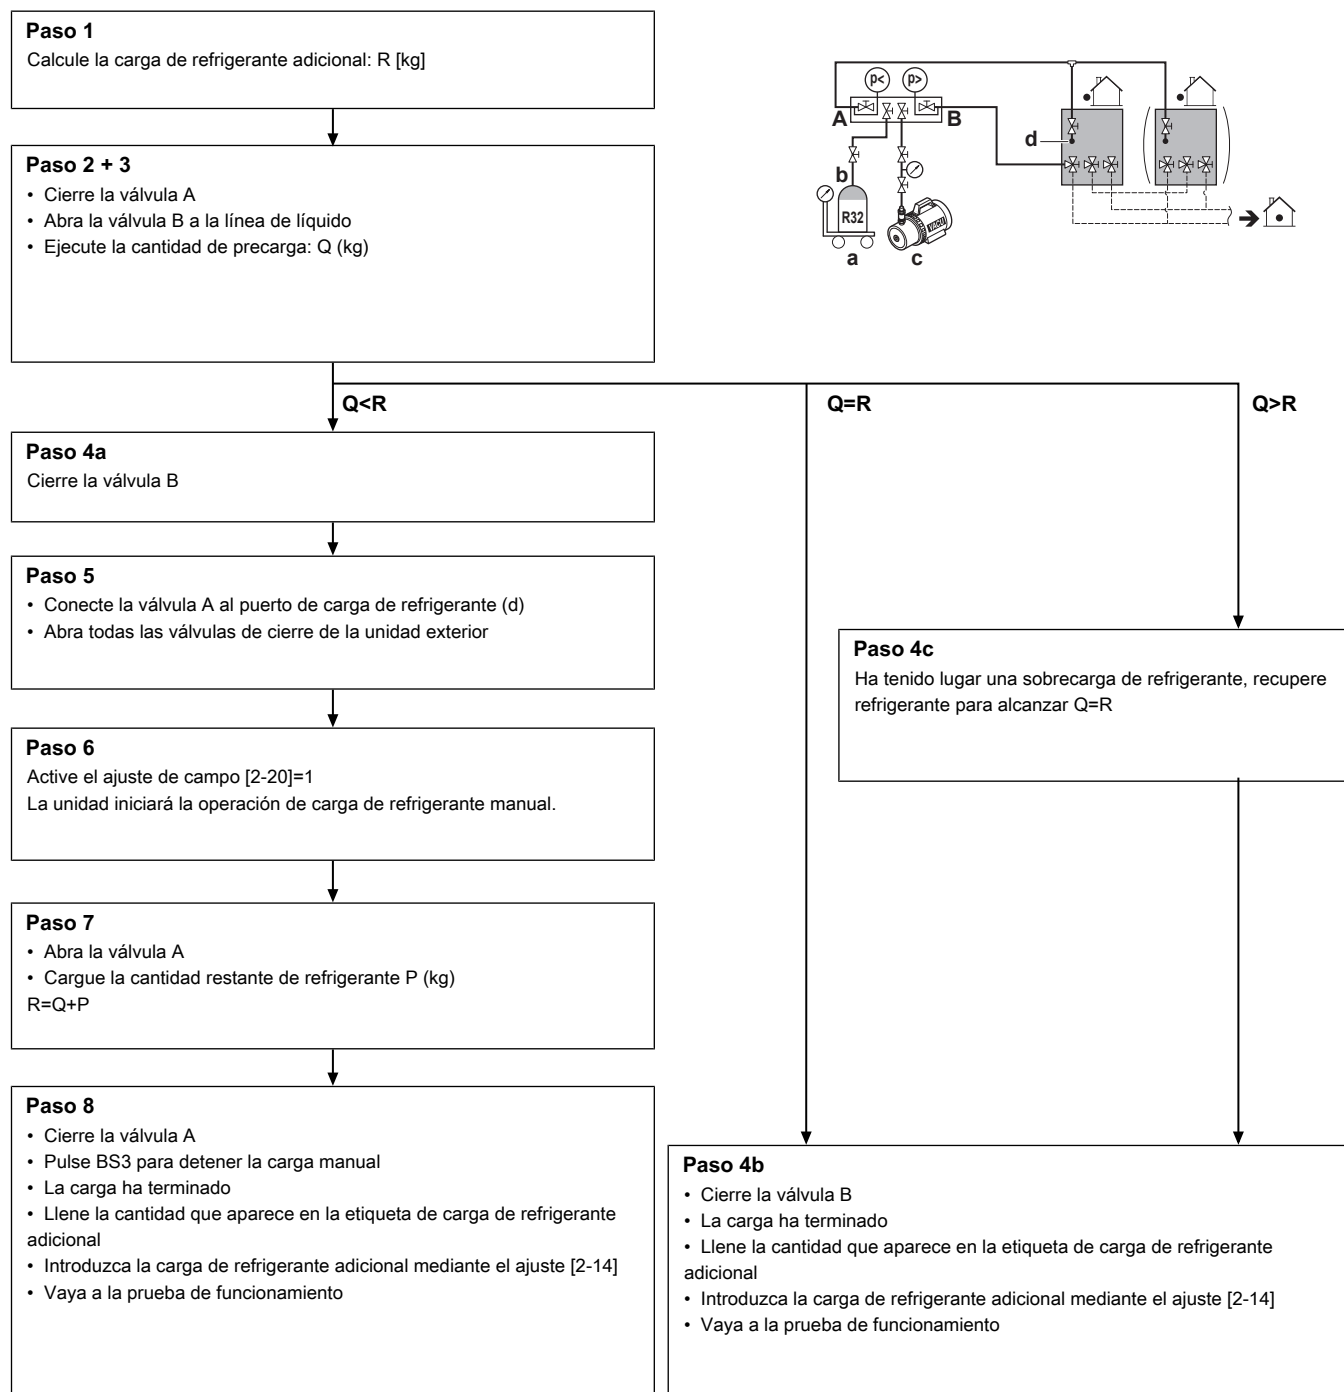 Paso 1
Calcule la carga de refrigerante adicional: R [kg]
p<
p>
A
B
d
b
R32
a
c
Paso 2 + 3
• Cierre la válvula A
• Abra la válvula B a la línea de líquido
• Ejecute la cantidad de precarga: Q (kg)
Q<R
Q=R
Q>R
Paso 4a
Cierre la válvula B
Paso 5
• Conecte la válvula A al puerto de carga de refrigerante (d)
• Abra todas las válvulas de cierre de la unidad exterior
Paso 4c
Ha tenido lugar una sobrecarga de refrigerante, recupere
refrigerante para alcanzar Q=R
Paso 6
Active el ajuste de campo [2-20]=1
La unidad iniciará la operación de carga de refrigerante manual.
Paso 7
• Abra la válvula A
• Cargue la cantidad restante de refrigerante P (kg)
R=Q+P
Paso 8
• Cierre la válvula A
• Pulse BS3 para detener la carga manual
• La carga ha terminado
• Llene la cantidad que aparece en la etiqueta de carga de refrigerante
adicional
• Introduzca la carga de refrigerante adicional mediante el ajuste [2-14]
• Vaya a la prueba de funcionamiento
Paso 4b
• Cierre la válvula B
• La carga ha terminado
• Llene la cantidad que aparece en la etiqueta de carga de refrigerante
adicional
• Introduzca la carga de refrigerante adicional mediante el ajuste [2-14]
• Vaya a la prueba de funcionamiento